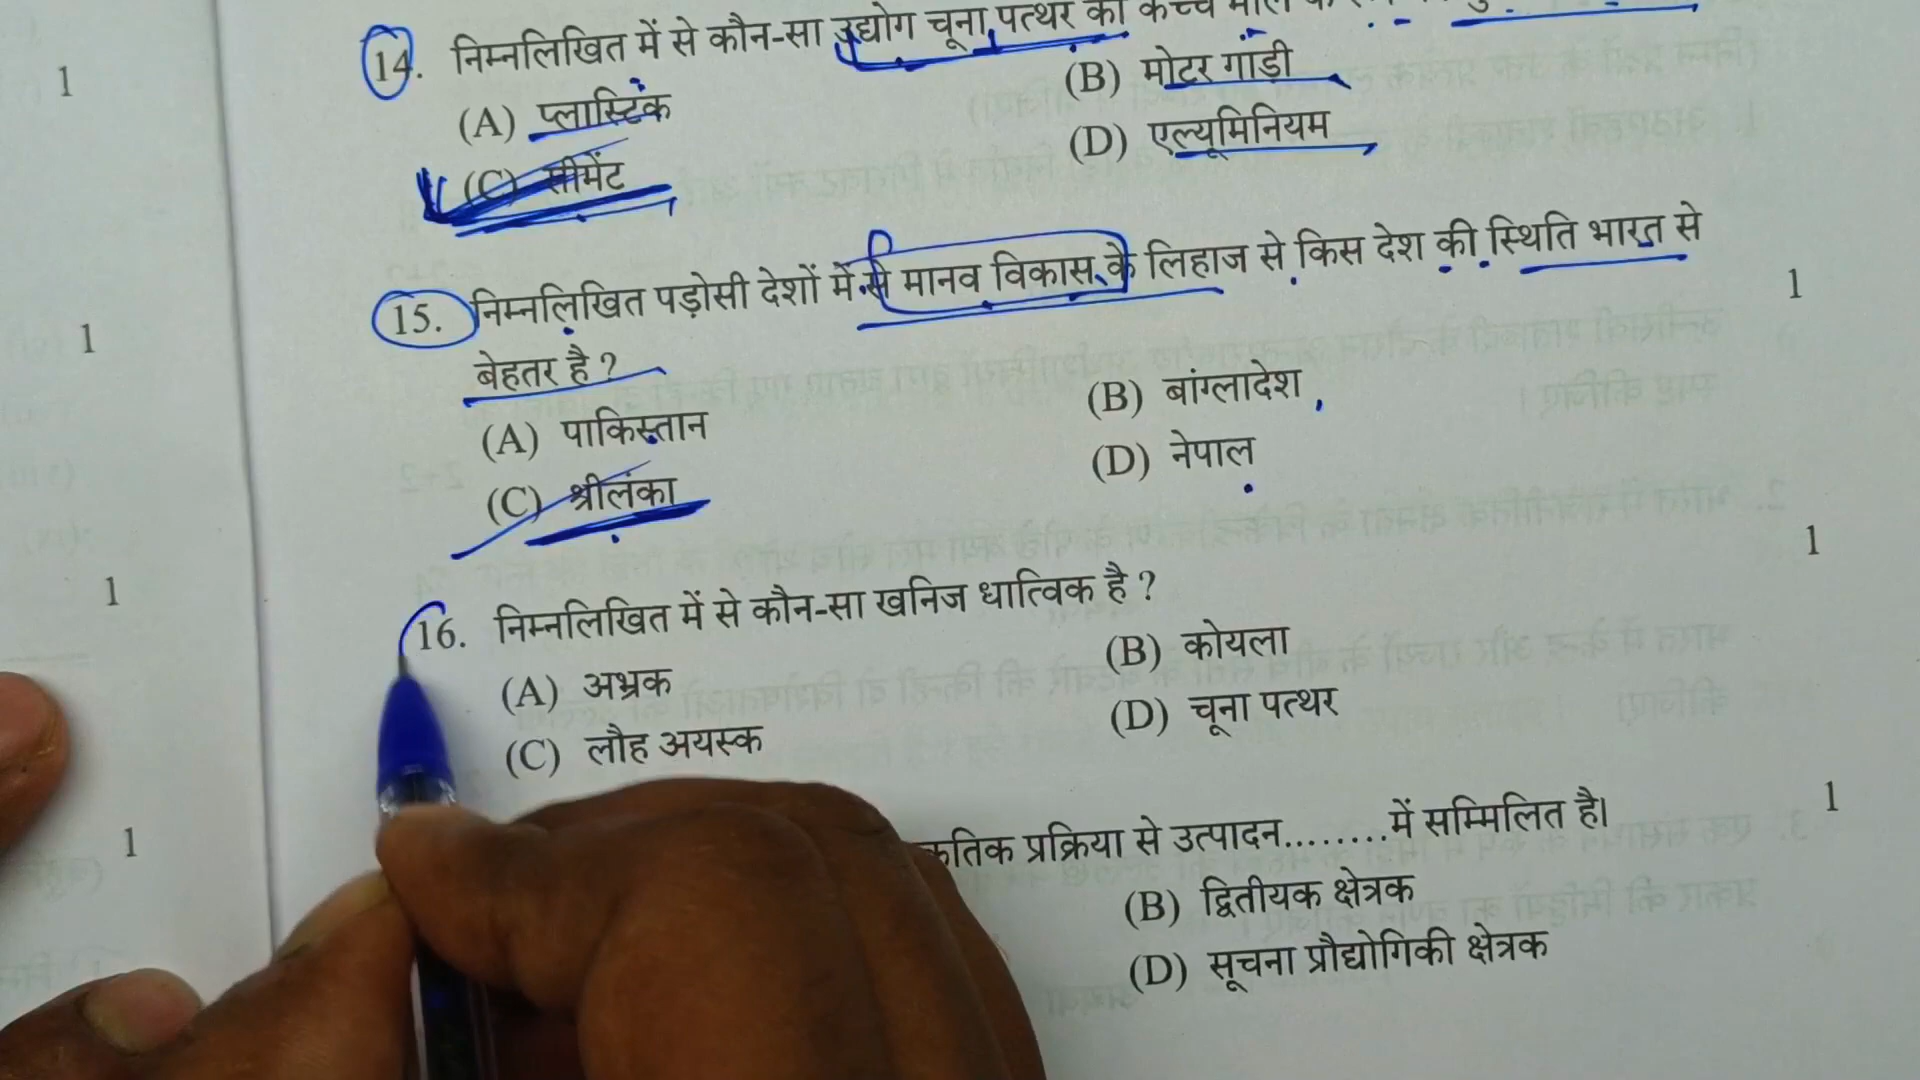 14. निम्नलिखित में से कौन-सा उद्योग चूना पत्थर को कच्चे माल के
(A) प्लास्टिक
(B) मोटर गाड़ी
(C) सीमेंट
(D) एल्यूमिनियम
15. निम्नलिखित पड़ोसी देशों में से मानव विकास के लिहाज से किस देश की स्थिति भारत से
बेहतर है ?
1
(A) पाकिस्तान
(B) बांग्लादेश
(C) श्रीलंका
(D) नेपाल
16. निम्नलिखित में से कौन-सा खनिज धात्विक है ?
1
(A) अभ्रक
(B) कोयला
(C) लौह अयस्क
(D) चूना पत्थर
प्रक्रिया से उत्पादन........में सम्मिलित है।
1
(B) द्वितीयक क्षेत्रक
(D) सूचना प्रौद्योगिकी क्षेत्रक
1
1
1
1